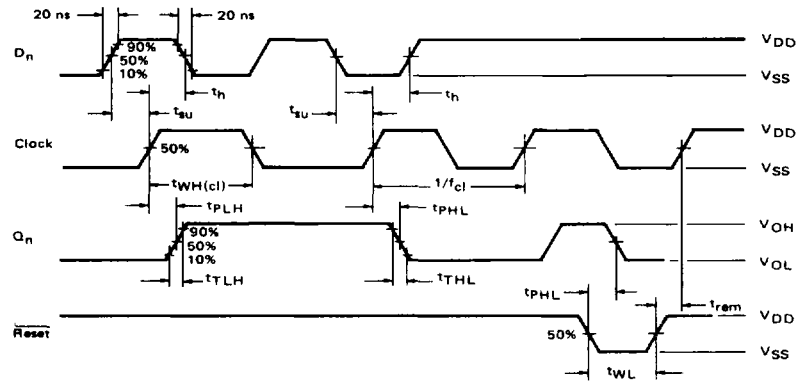 20 ns 20 ns
Dn 90% VDD
50%
10% VSS
th th
tsu tsu
Clock 50% VDD
VSS
tWH(cl) 1/fcl
tPLH tPHL
Qn 90% VOH
50%
10% VOL
tTLH tTHL tPHL trem
Reset 50% VDD
VSS
tWL